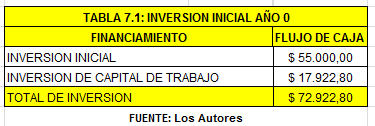 TABLA 7.1: INVERSION INICIAL AÑO 0
FINANCIAMIENTO FLUJO DE CAJA
INVERSION INICIAL $ 55.000,00
INVERSION DE CAPITAL DE TRABAJO $ 17.922,80
TOTAL DE INVERSION $ 72.922,80
FUENTE: Los Autores